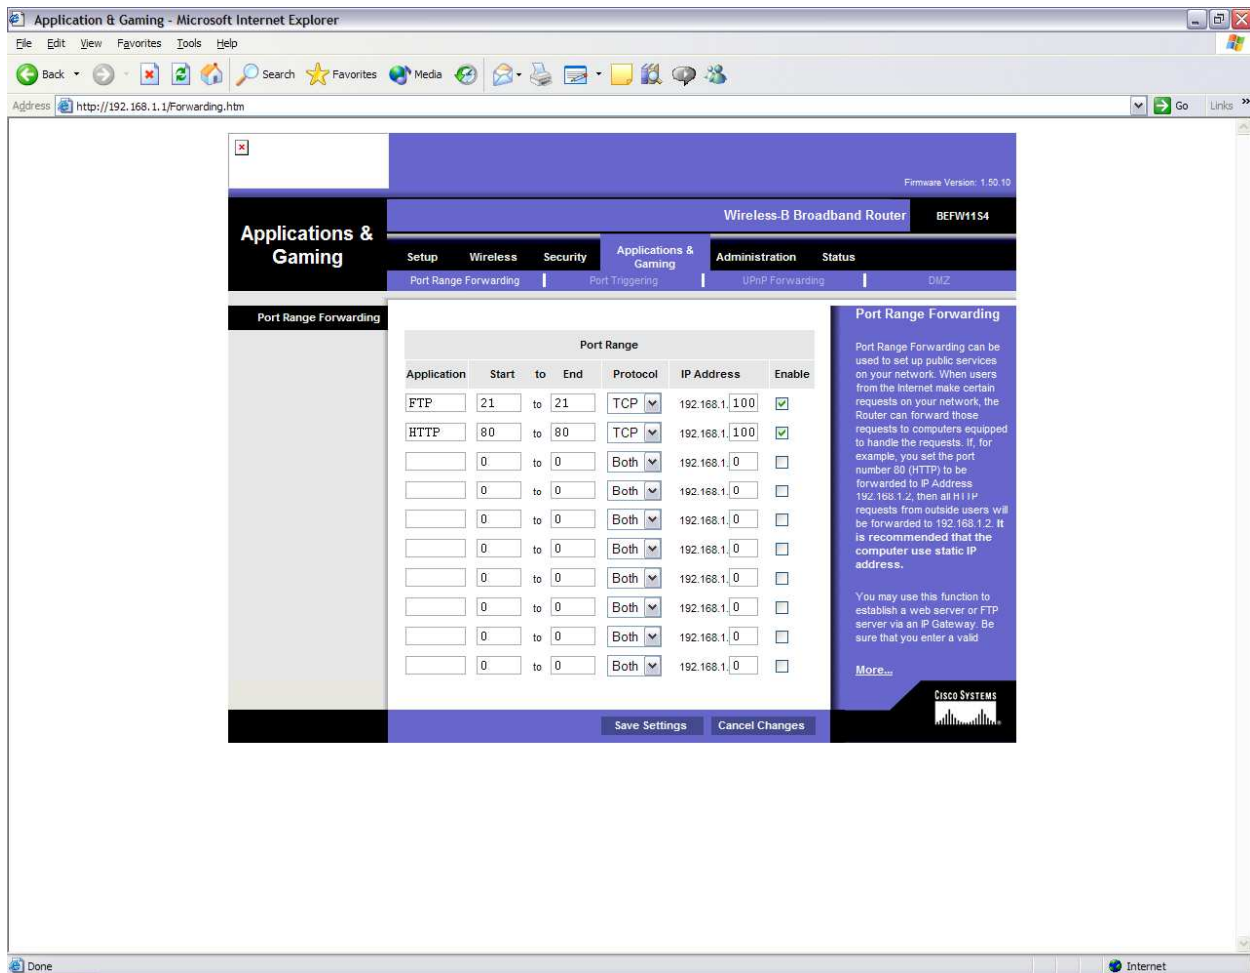 Application & Gaming - Microsoft Internet Explorer
File Edit View Favorites Tools Help
Back Search Favorites Media
Address http://192.168.1.1/Forwarding.htm Go Links »
Firmware Version: 1.50.10
Wireless-B Broadband Router BEFW11S4
Applications & Gaming
Setup Wireless Security Applications & Gaming Administration Status
Port Range Forwarding Port Triggering UPnP Forwarding DMZ
Port Range Forwarding
Port Range
Application Start to End Protocol IP Address Enable
FTP 21 to 21 TCP 192.168.1. 100
HTTP 80 to 80 TCP 192.168.1. 100
0 to 0 Both 192.168.1. 0
0 to 0 Both 192.168.1. 0
0 to 0 Both 192.168.1. 0
0 to 0 Both 192.168.1. 0
0 to 0 Both 192.168.1. 0
0 to 0 Both 192.168.1. 0
0 to 0 Both 192.168.1. 0
0 to 0 Both 192.168.1. 0
Save Settings Cancel Changes
Port Range Forwarding
Port Range Forwarding can be
used to set up public services
on your network. When users
from the Internet make certain
requests on your network, the
Router can forward those
requests to computers equipped
to handle the requests. If, for
example, you set the port
number 80 (HTTP) to be
forwarded to IP Address
192.168.1.2, then all HTTP
requests from outside users will
be forwarded to 192.168.1.2. It
is recommended that the
computer use static IP
address.
You may use this function to
establish a web server or FTP
server via an IP Gateway. Be
sure that you enter a valid
More...
CISCO SYSTEMS
Done Internet